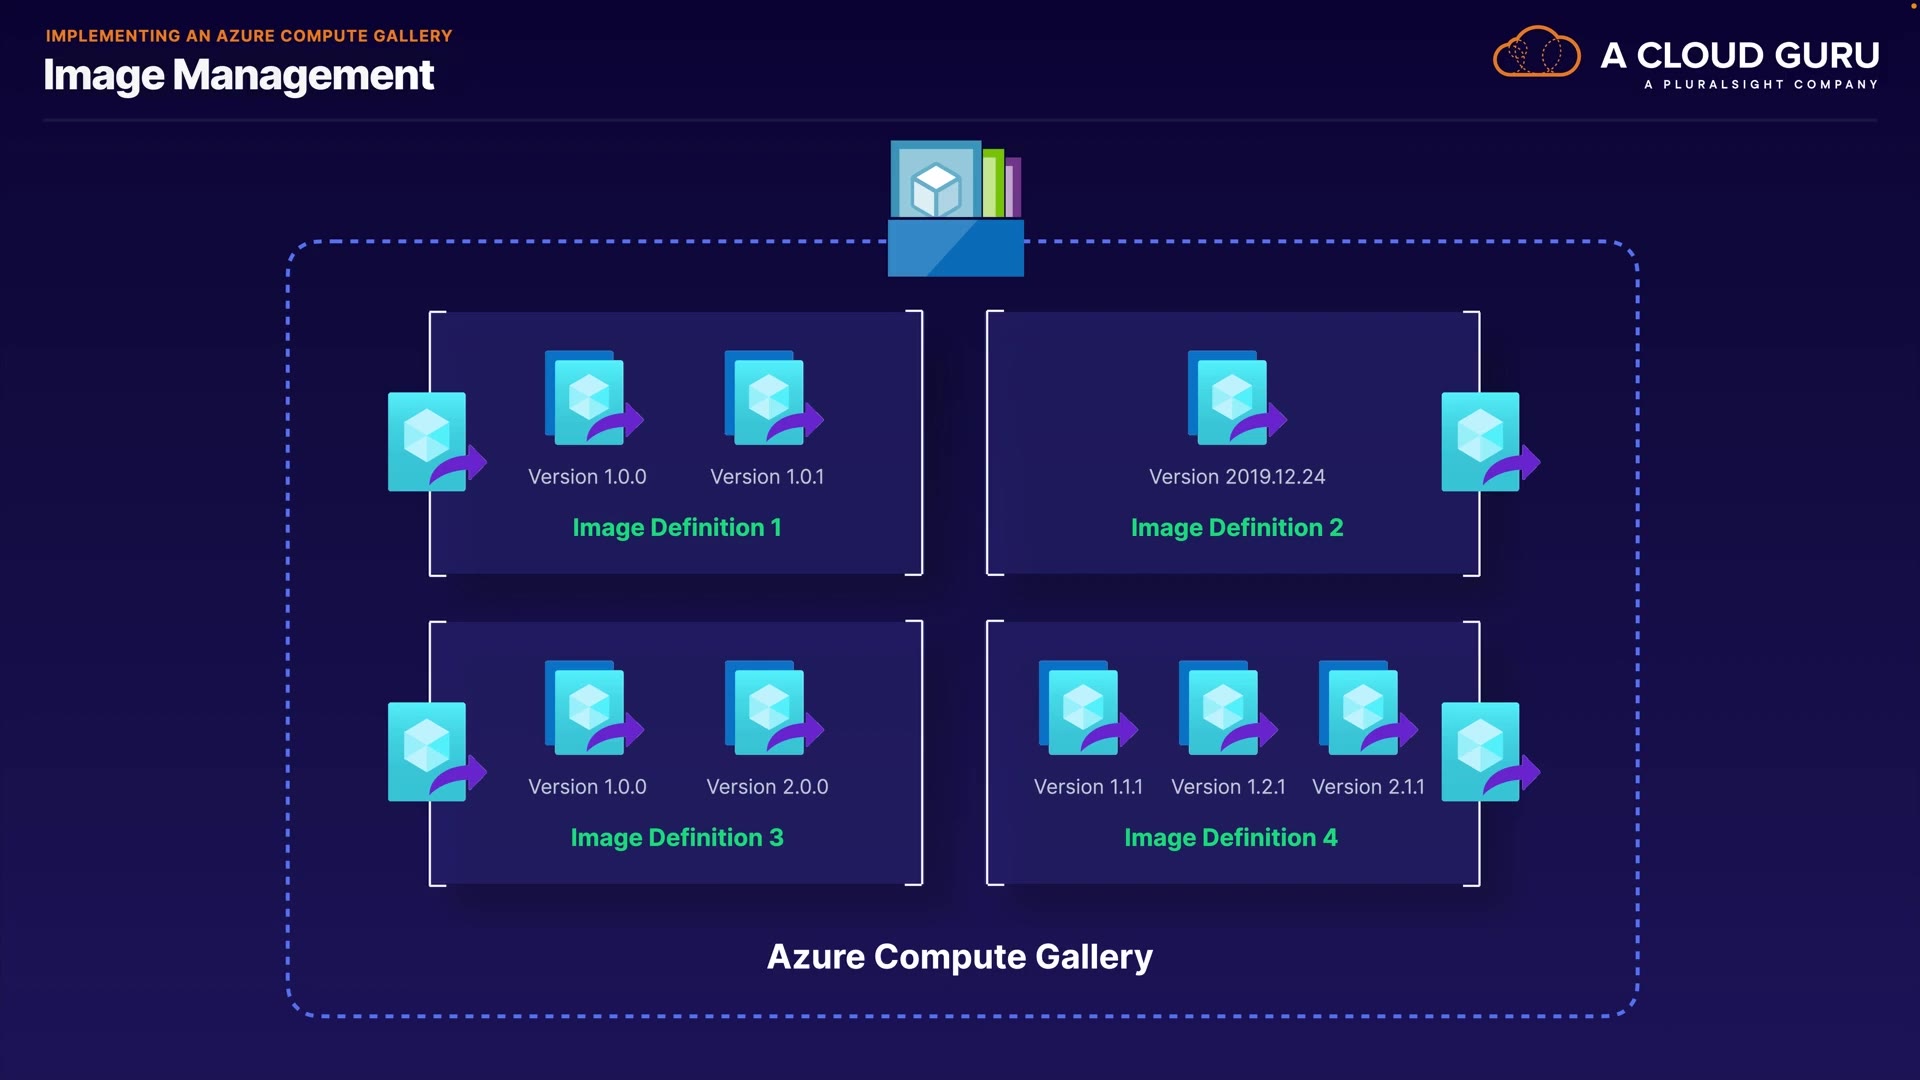 IMPLEMENTING AN AZURE COMPUTE GALLERY
Image Management
A CLOUD GURU
A PLURALSIGHT COMPANY
Version 1.0.0
Version 1.0.1
Image Definition 1
Version 2019.12.24
Image Definition 2
Version 1.0.0
Version 2.0.0
Image Definition 3
Version 1.1.1
Version 1.2.1
Version 2.1.1
Image Definition 4
Azure Compute Gallery